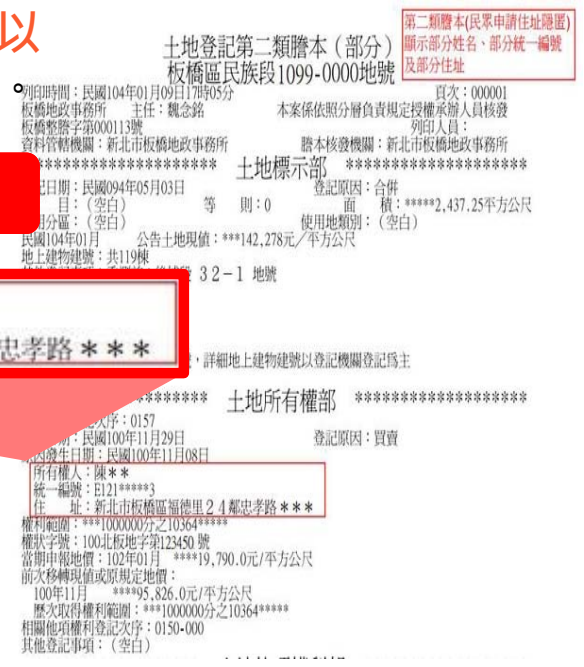 以
。
第二類謄本(民眾申請住址隱匿)
顯示部分姓名、部分統一編號
及部分住址
土地登記第二類謄本（部分）
板橋區民族段1099-0000地號
列印時間：民國104年01月09日17時05分 頁次：000001
板橋地政事務所 主任：魏念銘 本案係依照分層負責規定授權承辦人員核發
板橋整謄字第000113號 列印人員：
資料管轄機關：新北市板橋地政事務所 謄本核發機關：新北市板橋地政事務所
******************** 土地標示部 ********************
記日期：民國094年05月03日 登記原因：合併
目：（空白） 等 則：0 面 積：*****2,437.25平方公尺
分區：（空白） 使用地類別：（空白）
民國104年01月 公告土地現值：***142,278元／平方公尺
地上建物建號：共119棟
32－1 地號
忠孝路＊＊＊
，詳細地上建物建號以登記機關登記為主
******** 土地所有權部 ********************
次序：0157
期：民國100年11月29日 登記原因：買賣
原因發生日期：民國100年11月08日
所有權人：陳＊＊
統一編號：E121*****3
住 址：新北市板橋區福德里２４鄰忠孝路＊＊＊
權利範圍：***1000000分之10364*****
權狀字號：100北板地字第123450 號
當期申報地價：102年01月 ****19,790.0元/平方公尺
前次移轉現值或原規定地價：
100年11月 ****95,826.0元/平方公尺
歷次取得權利範圍：***1000000分之10364*****
相關他項權利登記次序：0150-000
其他登記事項：（空白）